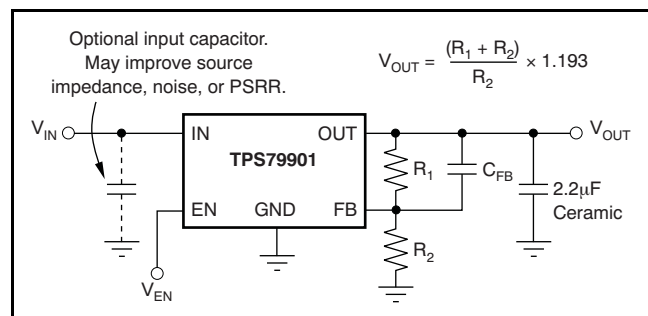 Optional input capacitor.
May improve source
impedance, noise, or PSRR.
V_OUT = (R_1 + R_2) / R_2 × 1.193
V_IN
IN
OUT
V_OUT
TPS79901
R_1
C_FB
2.2μF
Ceramic
EN
GND
FB
R_2
V_EN